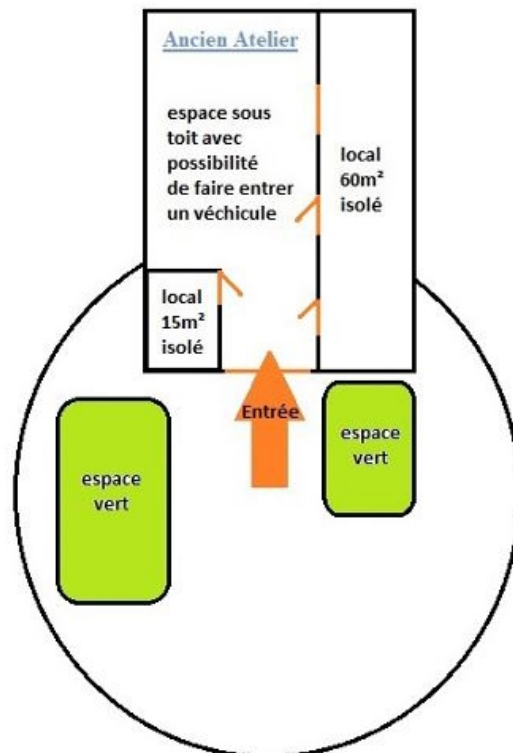 Ancien Atelier
espace sous
toit avec
possibilité
de faire entrer
un véchicule
local
60m²
isolé
local
15m²
isolé
Entrée
espace
vert
espace
vert